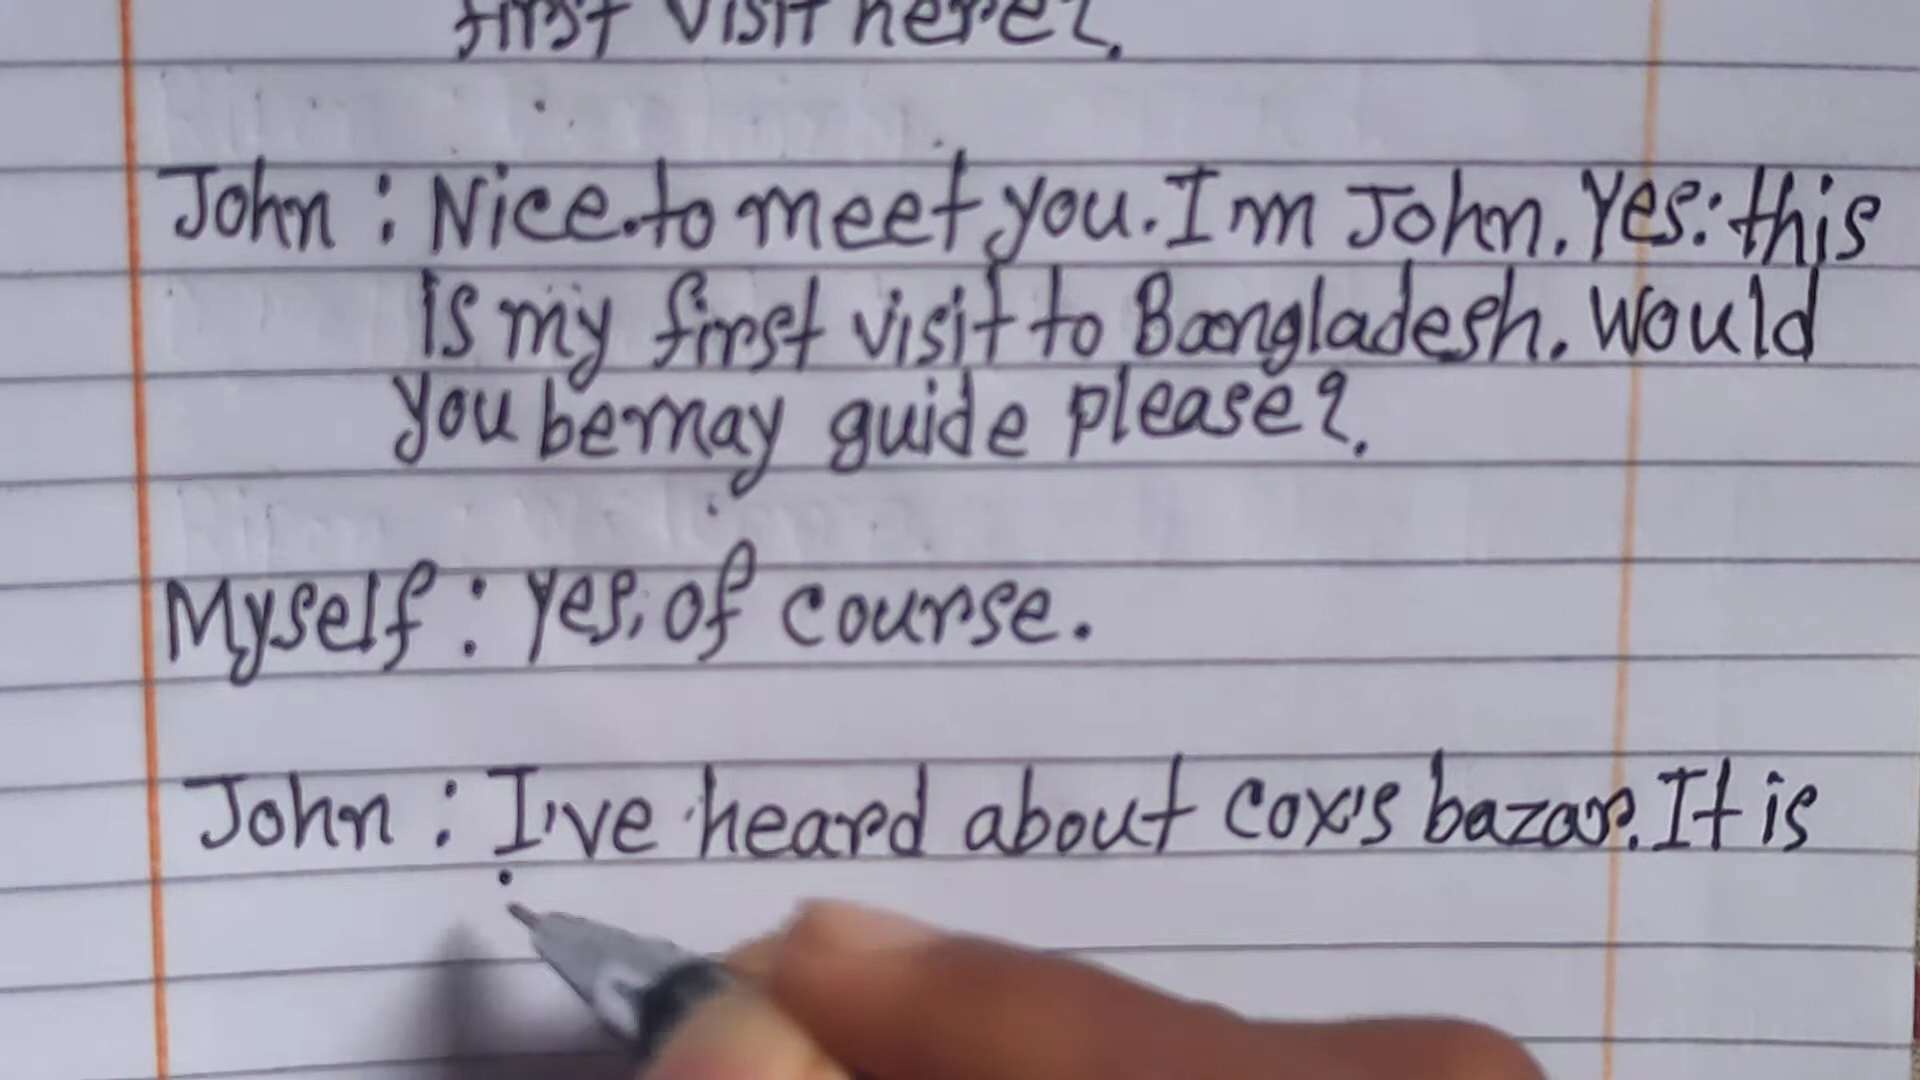 first visit here?.
John : Nice.to meet you. I m John. Yes: this
is my first visit to Bangladesh. Would
you bemay guide please?.
Myself : Yes, of course.
John : I've heard about cox's bazar. It is